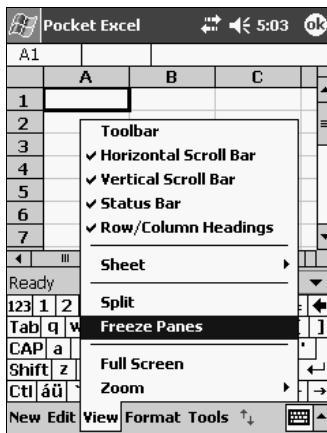 Pocket Excel 5:03 ok
A1
A B C
1
2
3
4
5
6
7
Toolbar
Horizontal Scroll Bar
Vertical Scroll Bar
Status Bar
Row/Column Headings
Sheet
Split
Freeze Panes
Full Screen
Zoom
Ready
123 1 2
Tab q w ]
CAP a '
Shift z
Ctl áü `
New Edit View Format Tools